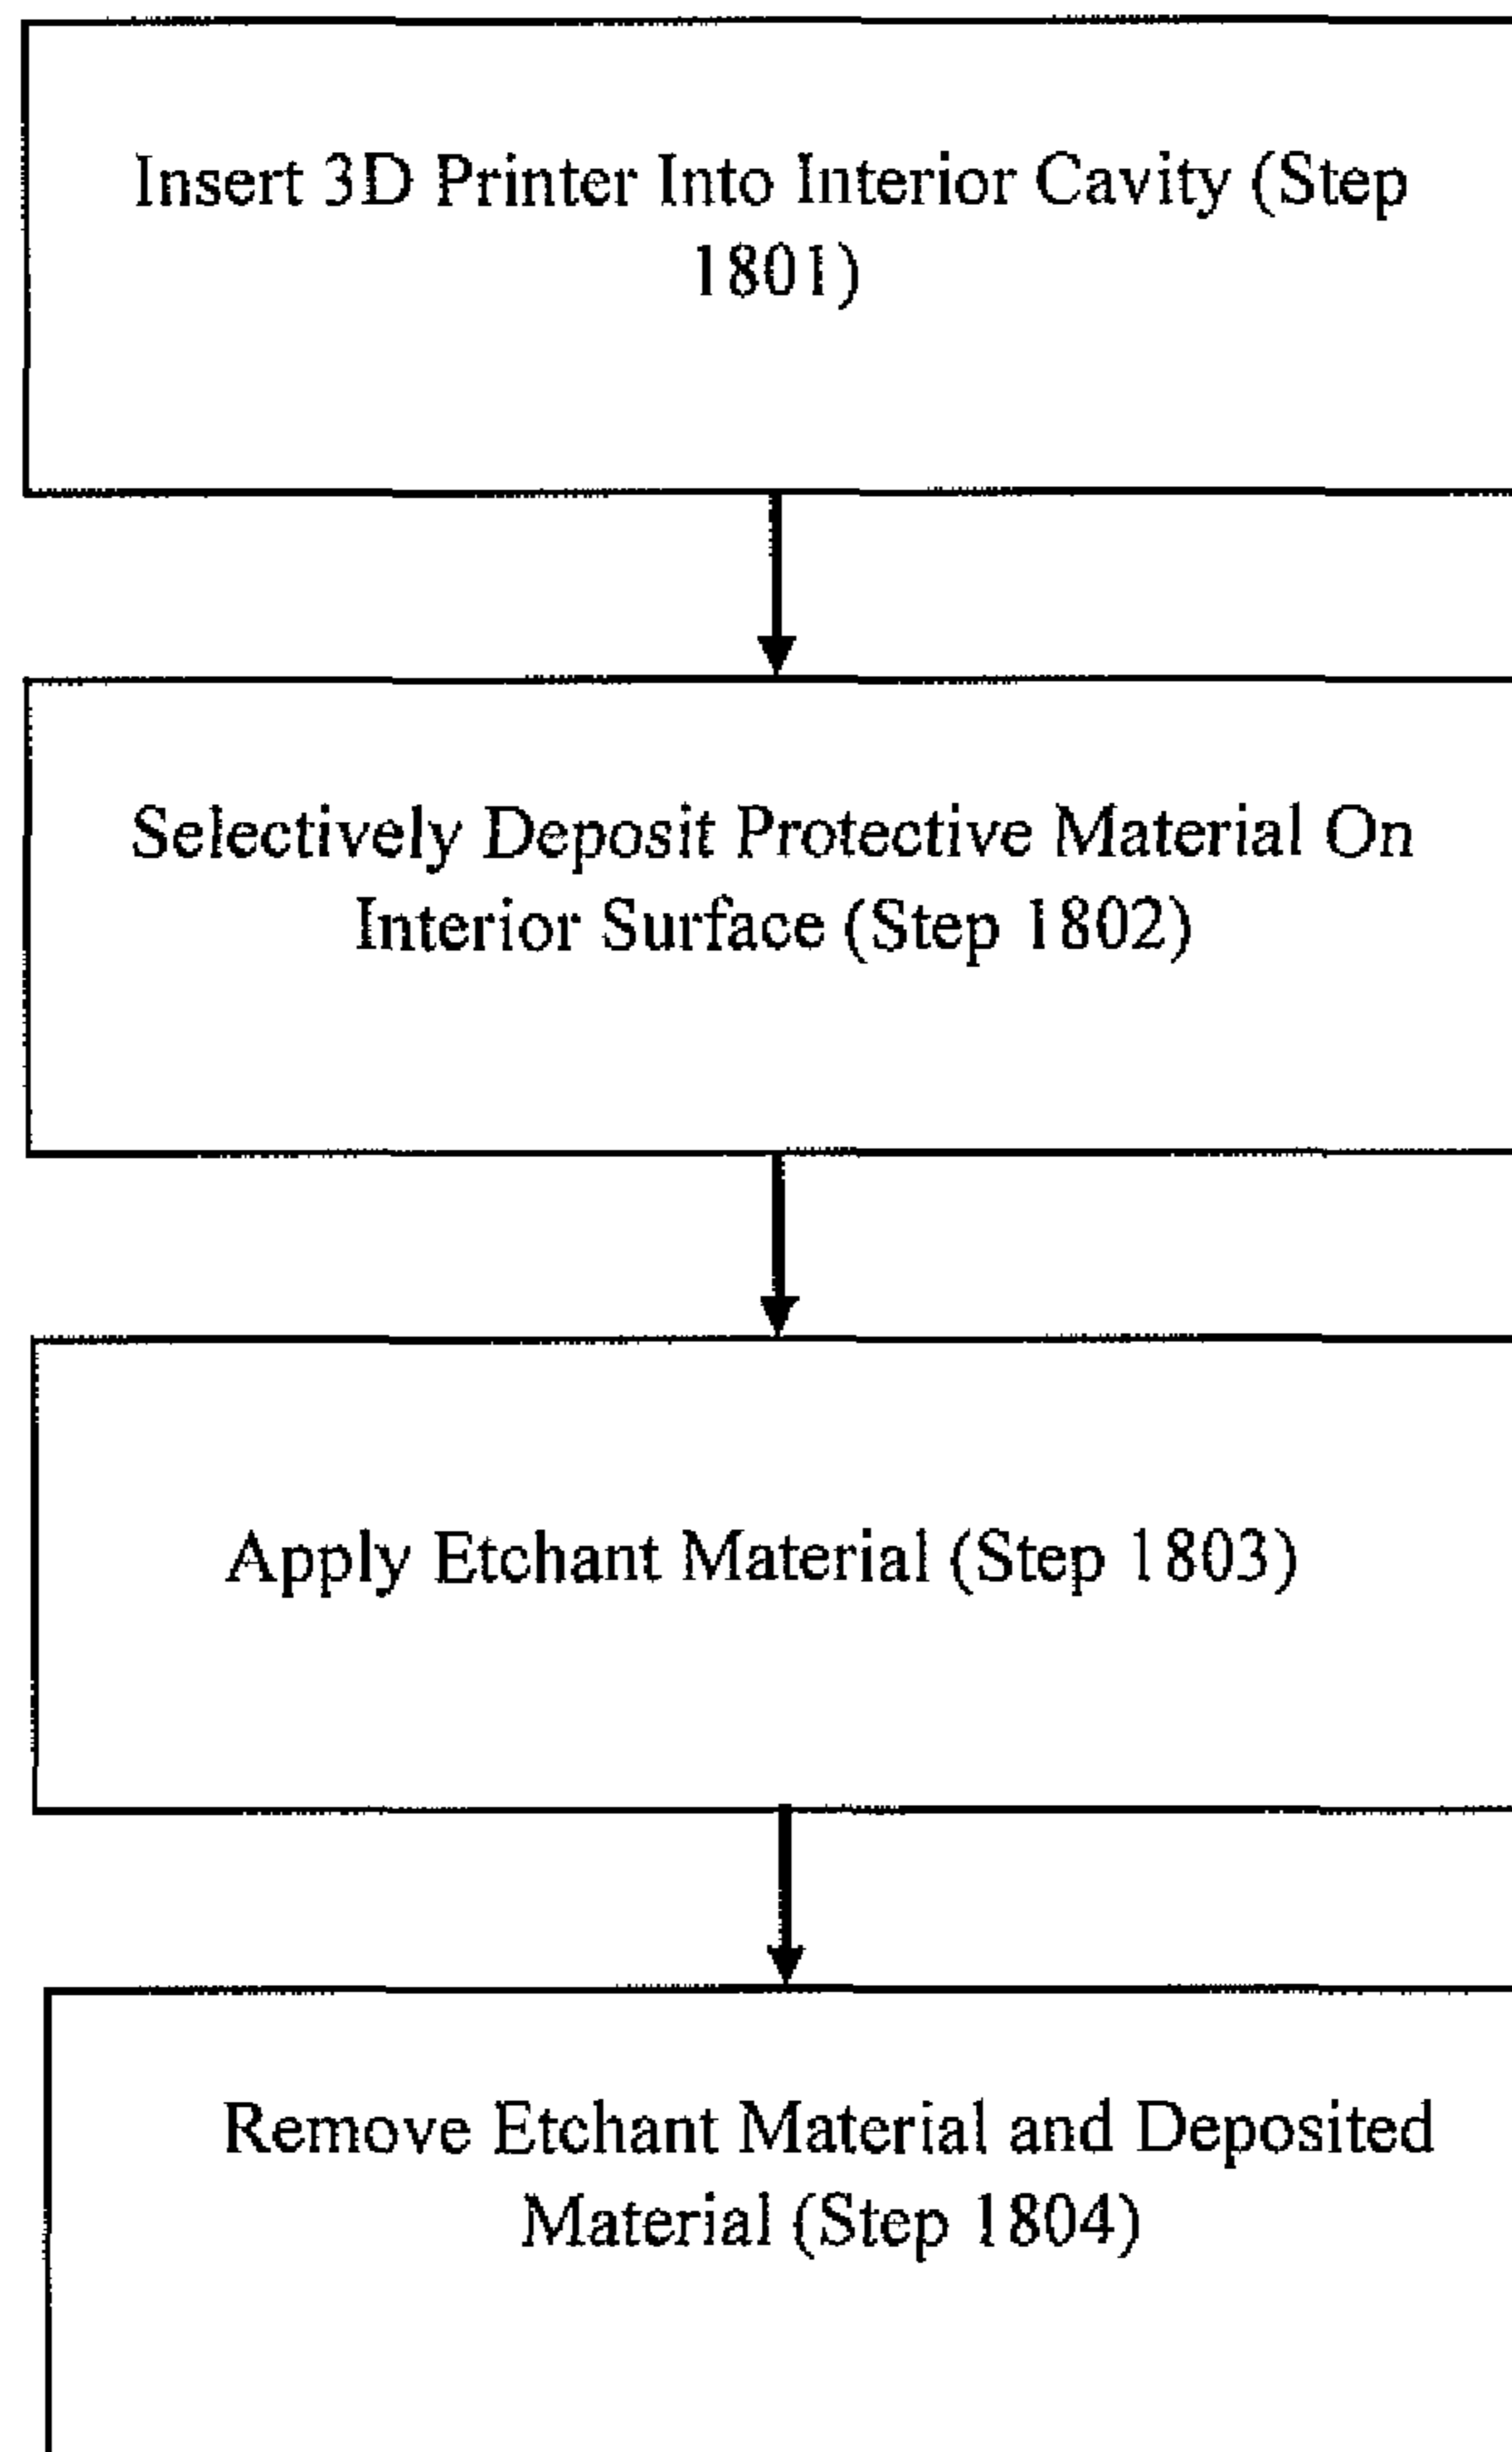 Insert 3D Printer Into Interior Cavity (Step
1801)
Selectively Deposit Protective Material On
Interior Surface (Step 1802)
Apply Etchant Material (Step 1803)
Remove Etchant Material and Deposited
Material (Step 1804)